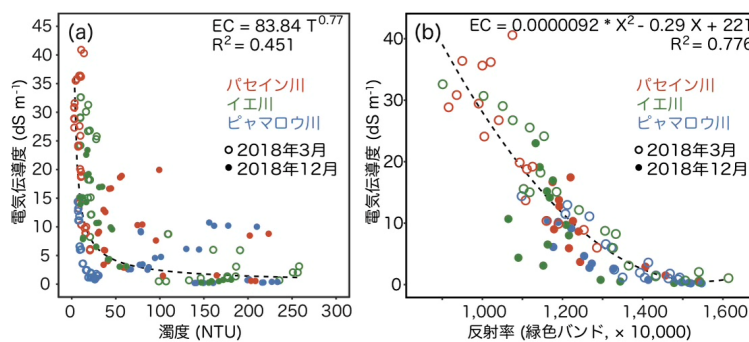 (a)
EC = 83.84 T^0.77
R² = 0.451
パセイン川
イエ川
ピャマロウ川
2018年3月
2018年12月
電気伝導度 (dS m⁻¹)
45
40
35
30
25
20
15
10
5
0
0
50
100
150
200
250
300
濁度 (NTU)
(b)
EC = 0.0000092 * X² - 0.29 X + 221
R² = 0.776
パセイン川
イエ川
ピャマロウ川
2018年3月
2018年12月
電気伝導度 (dS m⁻¹)
40
30
20
10
0
1,000
1,200
1,400
1,600
反射率 (緑色バンド, × 10,000)